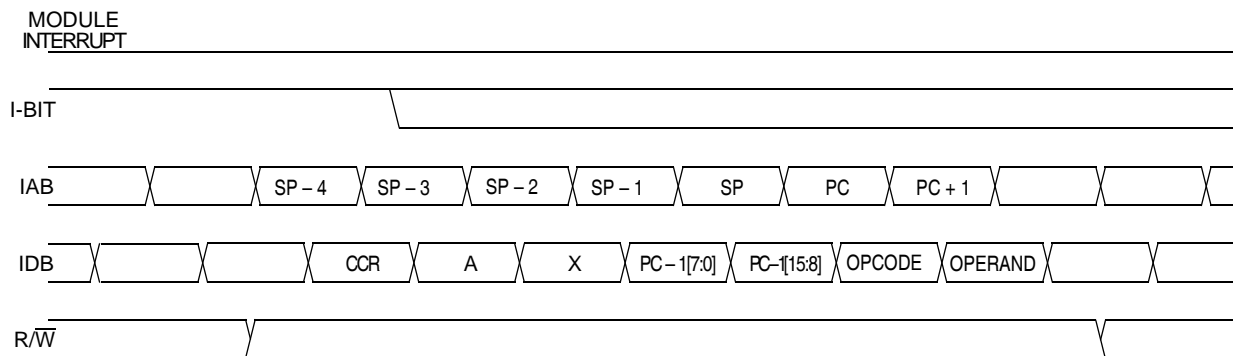 MODULE
INTERRUPT
I-BIT
IAB SP – 4 SP – 3 SP – 2 SP – 1 SP PC PC + 1
IDB CCR A X PC – 1[7:0] PC–1[15:8] OPCODE OPERAND
R/W̅